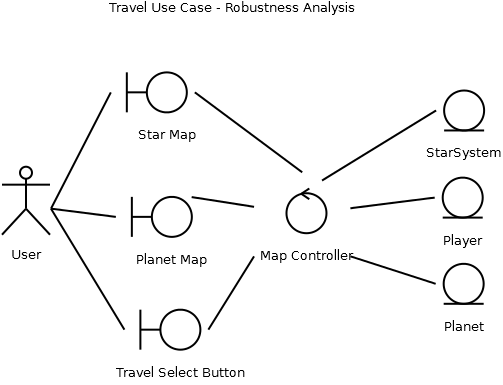 Travel Use Case - Robustness Analysis
Star Map
StarSystem
User
Planet Map
Map Controller
Player
Travel Select Button
Planet